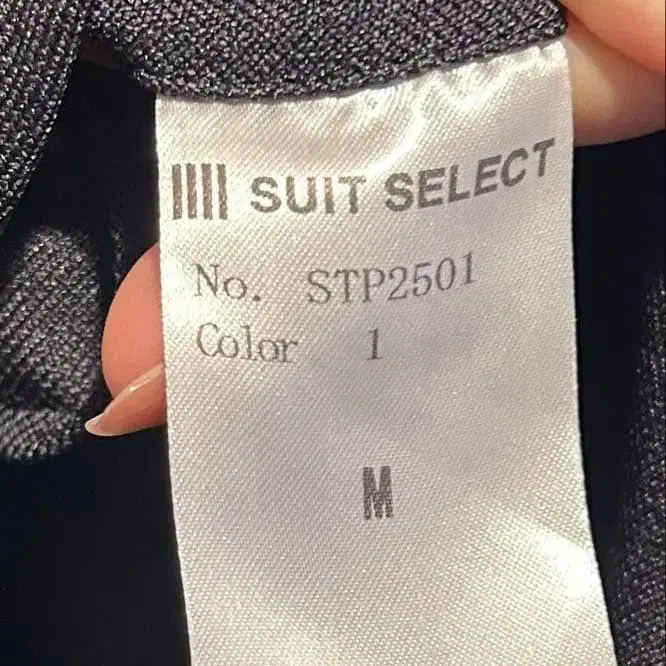 SUIT SELECT
No. STP2501
Color 1
M